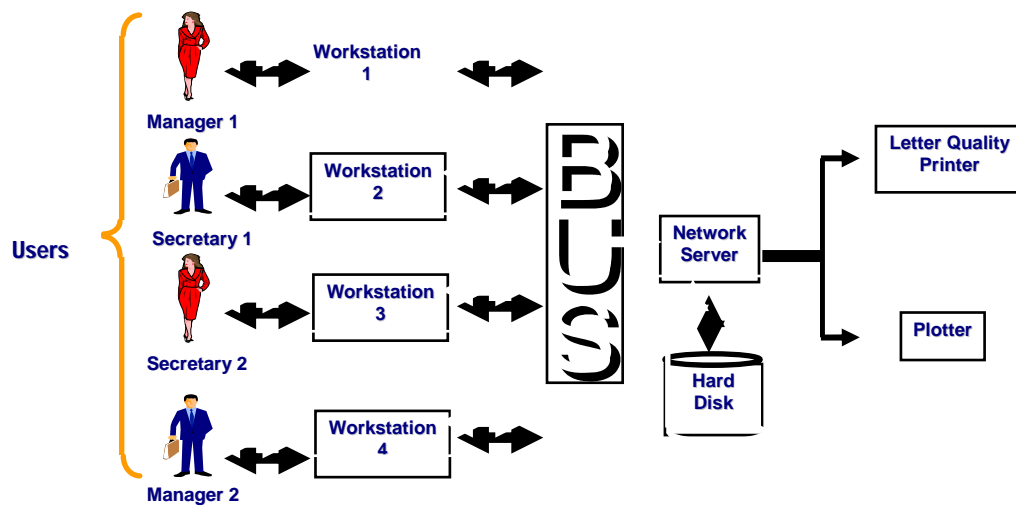 Users
Manager 1
Secretary 1
Secretary 2
Manager 2
Workstation
1
Workstation
2
Workstation
3
Workstation
4
BUS
Network
Server
Hard
Disk
Letter Quality
Printer
Plotter